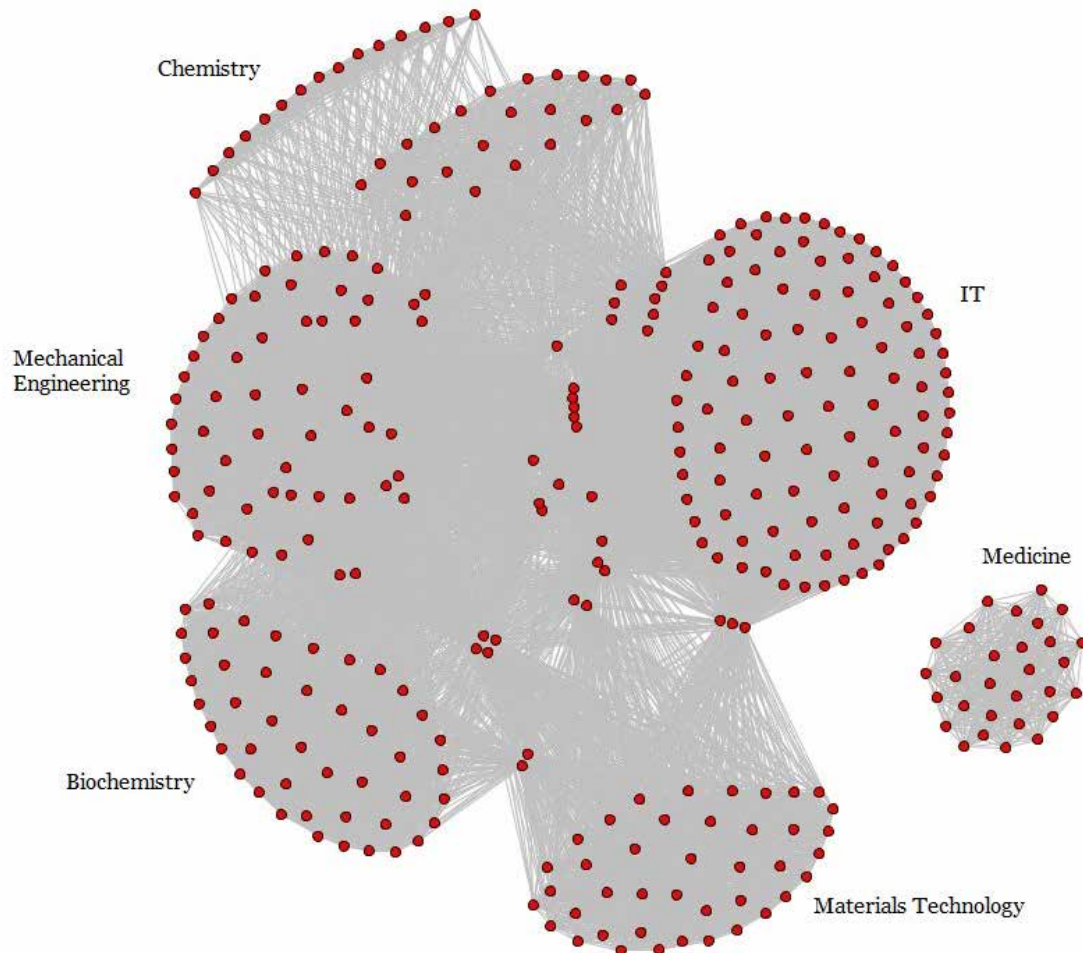 Chemistry
IT
Mechanical
Engineering
Medicine
Biochemistry
Materials Technology